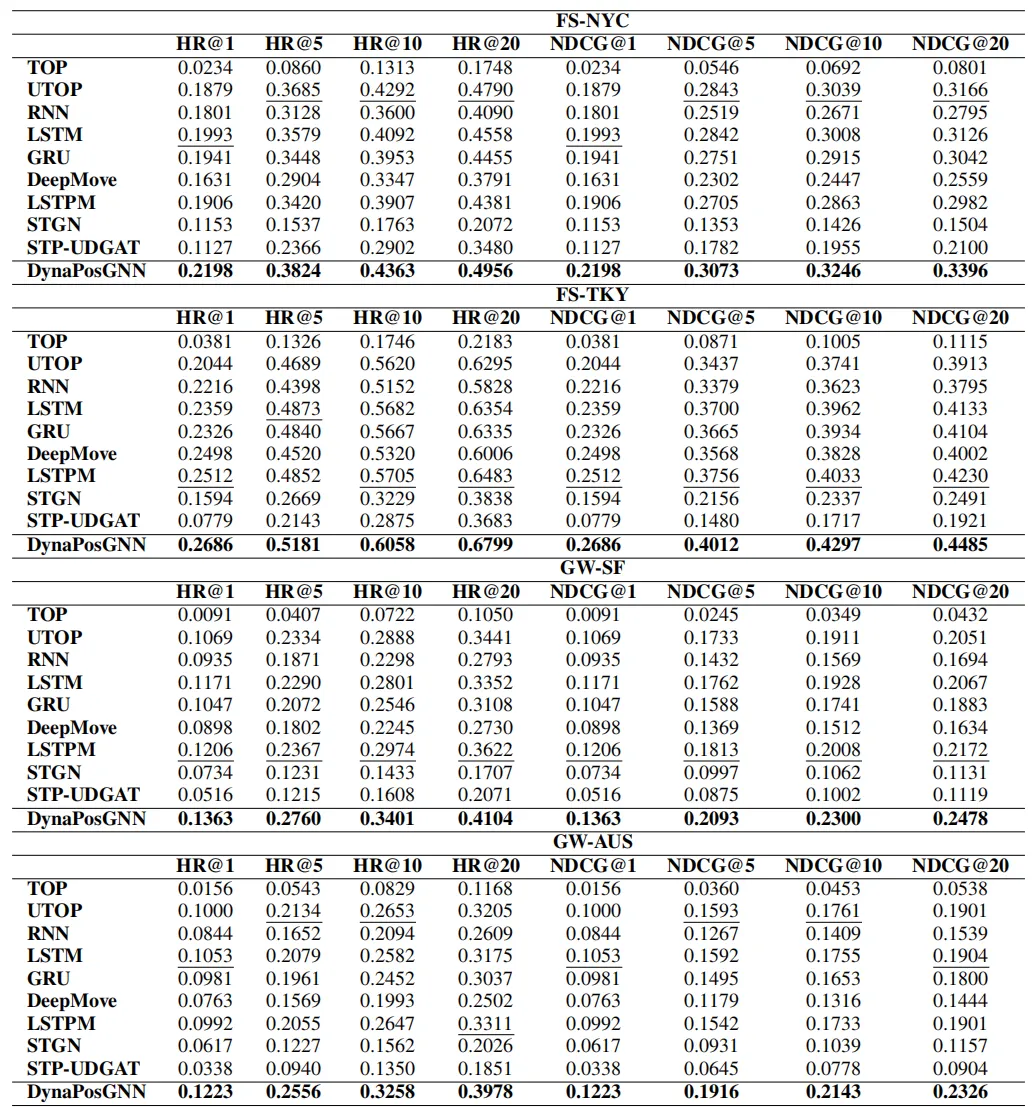 FS-NYC
HR@1 HR@5 HR@10 HR@20 NDCG@1 NDCG@5 NDCG@10 NDCG@20
TOP 0.0234 0.0860 0.1313 0.1748 0.0234 0.0546 0.0692 0.0801
UTOP 0.1879 0.3685 0.4292 0.4790 0.1879 0.2843 0.3039 0.3166
RNN 0.1801 0.3128 0.3600 0.4090 0.1801 0.2519 0.2671 0.2795
LSTM 0.1993 0.3579 0.4092 0.4558 0.1993 0.2842 0.3008 0.3126
GRU 0.1941 0.3448 0.3953 0.4455 0.1941 0.2751 0.2915 0.3042
DeepMove 0.1631 0.2904 0.3347 0.3791 0.1631 0.2302 0.2447 0.2559
LSTPM 0.1906 0.3420 0.3907 0.4381 0.1906 0.2705 0.2863 0.2982
STGN 0.1153 0.1537 0.1763 0.2072 0.1153 0.1353 0.1426 0.1504
STP-UDGAT 0.1127 0.2366 0.2902 0.3480 0.1127 0.1782 0.1955 0.2100
DynaPosGNN 0.2198 0.3824 0.4363 0.4956 0.2198 0.3073 0.3246 0.3396
FS-TKY
HR@1 HR@5 HR@10 HR@20 NDCG@1 NDCG@5 NDCG@10 NDCG@20
TOP 0.0381 0.1326 0.1746 0.2183 0.0381 0.0871 0.1005 0.1115
UTOP 0.2044 0.4689 0.5620 0.6295 0.2044 0.3437 0.3741 0.3913
RNN 0.2216 0.4398 0.5152 0.5828 0.2216 0.3379 0.3623 0.3795
LSTM 0.2359 0.4873 0.5682 0.6354 0.2359 0.3700 0.3962 0.4133
GRU 0.2326 0.4840 0.5667 0.6335 0.2326 0.3665 0.3934 0.4104
DeepMove 0.2498 0.4520 0.5320 0.6006 0.2498 0.3568 0.3828 0.4002
LSTPM 0.2512 0.4852 0.5705 0.6483 0.2512 0.3756 0.4033 0.4230
STGN 0.1594 0.2669 0.3229 0.3838 0.1594 0.2156 0.2337 0.2491
STP-UDGAT 0.0779 0.2143 0.2875 0.3683 0.0779 0.1480 0.1717 0.1921
DynaPosGNN 0.2686 0.5181 0.6058 0.6799 0.2686 0.4012 0.4297 0.4485
GW-SF
HR@1 HR@5 HR@10 HR@20 NDCG@1 NDCG@5 NDCG@10 NDCG@20
TOP 0.0091 0.0407 0.0722 0.1050 0.0091 0.0245 0.0349 0.0432
UTOP 0.1069 0.2334 0.2888 0.3441 0.1069 0.1733 0.1911 0.2051
RNN 0.0935 0.1871 0.2298 0.2793 0.0935 0.1432 0.1569 0.1694
LSTM 0.1171 0.2290 0.2801 0.3352 0.1171 0.1762 0.1928 0.2067
GRU 0.1047 0.2072 0.2546 0.3108 0.1047 0.1588 0.1741 0.1883
DeepMove 0.0898 0.1802 0.2245 0.2730 0.0898 0.1369 0.1512 0.1634
LSTPM 0.1206 0.2367 0.2974 0.3622 0.1206 0.1813 0.2008 0.2172
STGN 0.0734 0.1231 0.1433 0.1707 0.0734 0.0997 0.1062 0.1131
STP-UDGAT 0.0516 0.1215 0.1608 0.2071 0.0516 0.0875 0.1002 0.1119
DynaPosGNN 0.1363 0.2760 0.3401 0.4104 0.1363 0.2093 0.2300 0.2478
GW-AUS
HR@1 HR@5 HR@10 HR@20 NDCG@1 NDCG@5 NDCG@10 NDCG@20
TOP 0.0156 0.0543 0.0829 0.1168 0.0156 0.0360 0.0453 0.0538
UTOP 0.1000 0.2134 0.2653 0.3205 0.1000 0.1593 0.1761 0.1901
RNN 0.0844 0.1652 0.2094 0.2609 0.0844 0.1267 0.1409 0.1539
LSTM 0.1053 0.2079 0.2582 0.3175 0.1053 0.1592 0.1755 0.1904
GRU 0.0981 0.1961 0.2452 0.3037 0.0981 0.1495 0.1653 0.1800
DeepMove 0.0763 0.1569 0.1993 0.2502 0.0763 0.1179 0.1316 0.1444
LSTPM 0.0992 0.2055 0.2647 0.3311 0.0992 0.1542 0.1733 0.1901
STGN 0.0617 0.1227 0.1562 0.2026 0.0617 0.0931 0.1039 0.1157
STP-UDGAT 0.0338 0.0940 0.1350 0.1851 0.0338 0.0645 0.0778 0.0904
DynaPosGNN 0.1223 0.2556 0.3258 0.3978 0.1223 0.1916 0.2143 0.2326